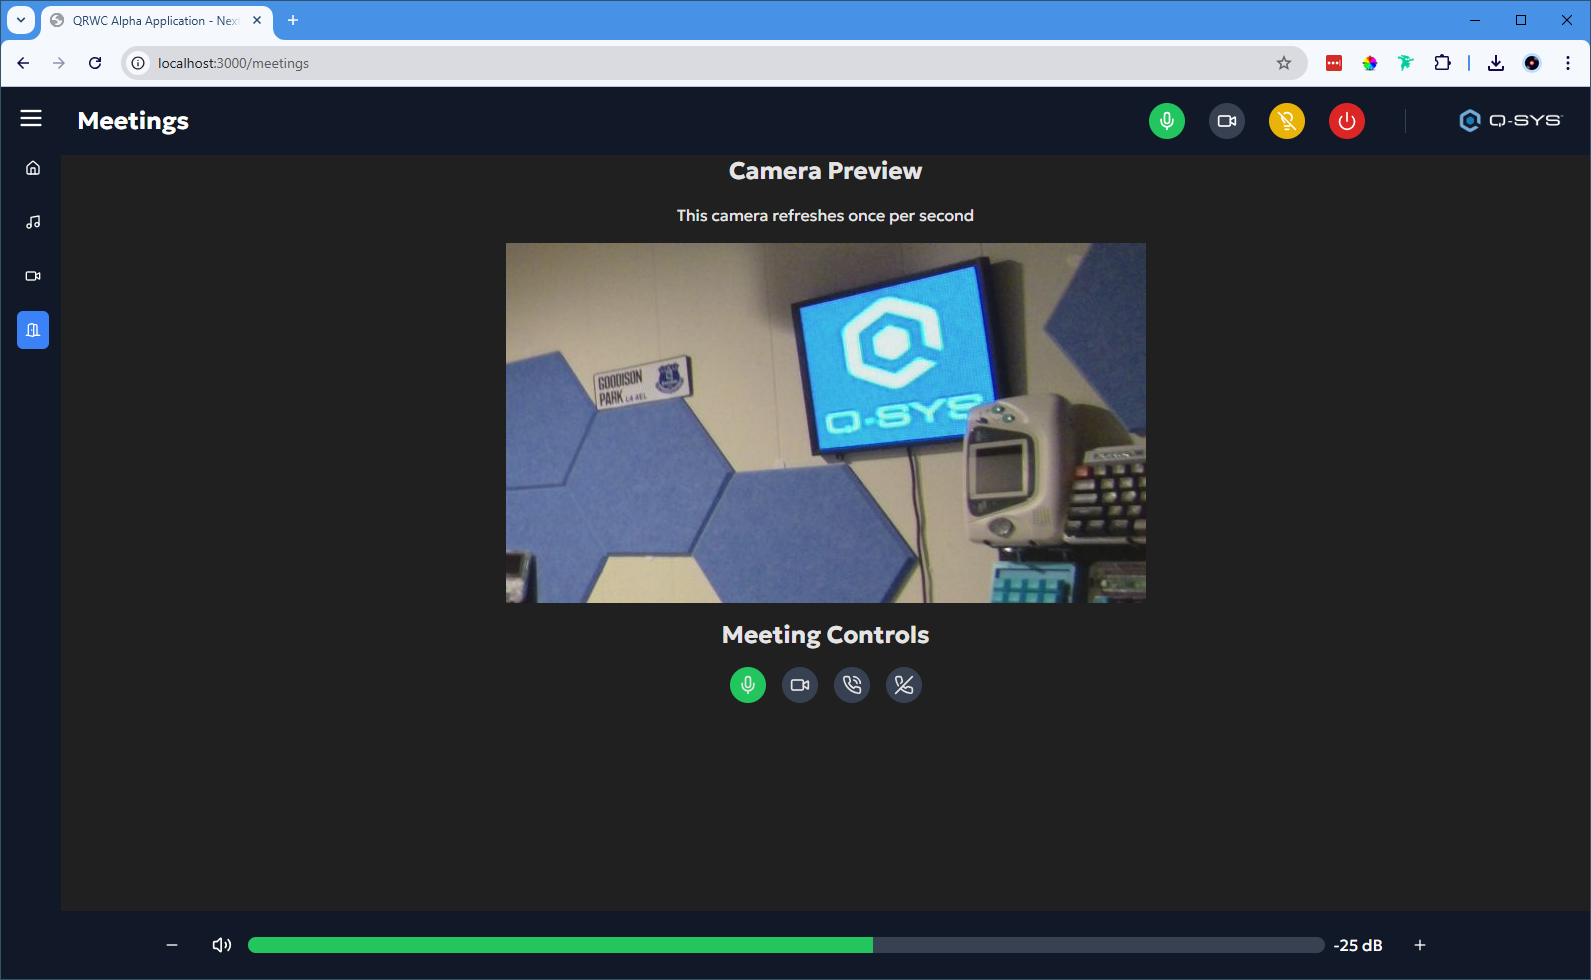 QRWC Alpha Application - Nex
localhost:3000/meetings
Meetings
Q-SYS
Camera Preview
This camera refreshes once per second
GOODISON
PARK L4 4EL
Q-SYS
Meeting Controls
-25 dB